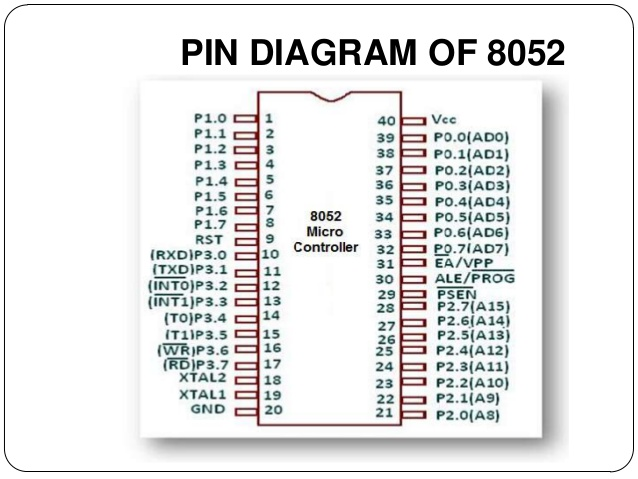 PIN DIAGRAM OF 8052
P1.0 1
P1.1 2
P1.2 3
P1.3 4
P1.4 5
P1.5 6
P1.6 7
P1.7 8
RST 9
(RXD)P3.0 10
(TXD)P3.1 11
(INT0)P3.2 12
(INT1)P3.3 13
(T0)P3.4 14
(T1)P3.5 15
(WR)P3.6 16
(RD)P3.7 17
XTAL2 18
XTAL1 19
GND 20
8052
Micro
Controller
40 Vcc
39 P0.0(AD0)
38 P0.1(AD1)
37 P0.2(AD2)
36 P0.3(AD3)
35 P0.4(AD4)
34 P0.5(AD5)
33 P0.6(AD6)
32 P0.7(AD7)
31 EA/VPP
30 ALE/PROG
29 PSEN
28 P2.7(A15)
27 P2.6(A14)
26 P2.5(A13)
25 P2.4(A12)
24 P2.3(A11)
23 P2.2(A10)
22 P2.1(A9)
21 P2.0(A8)